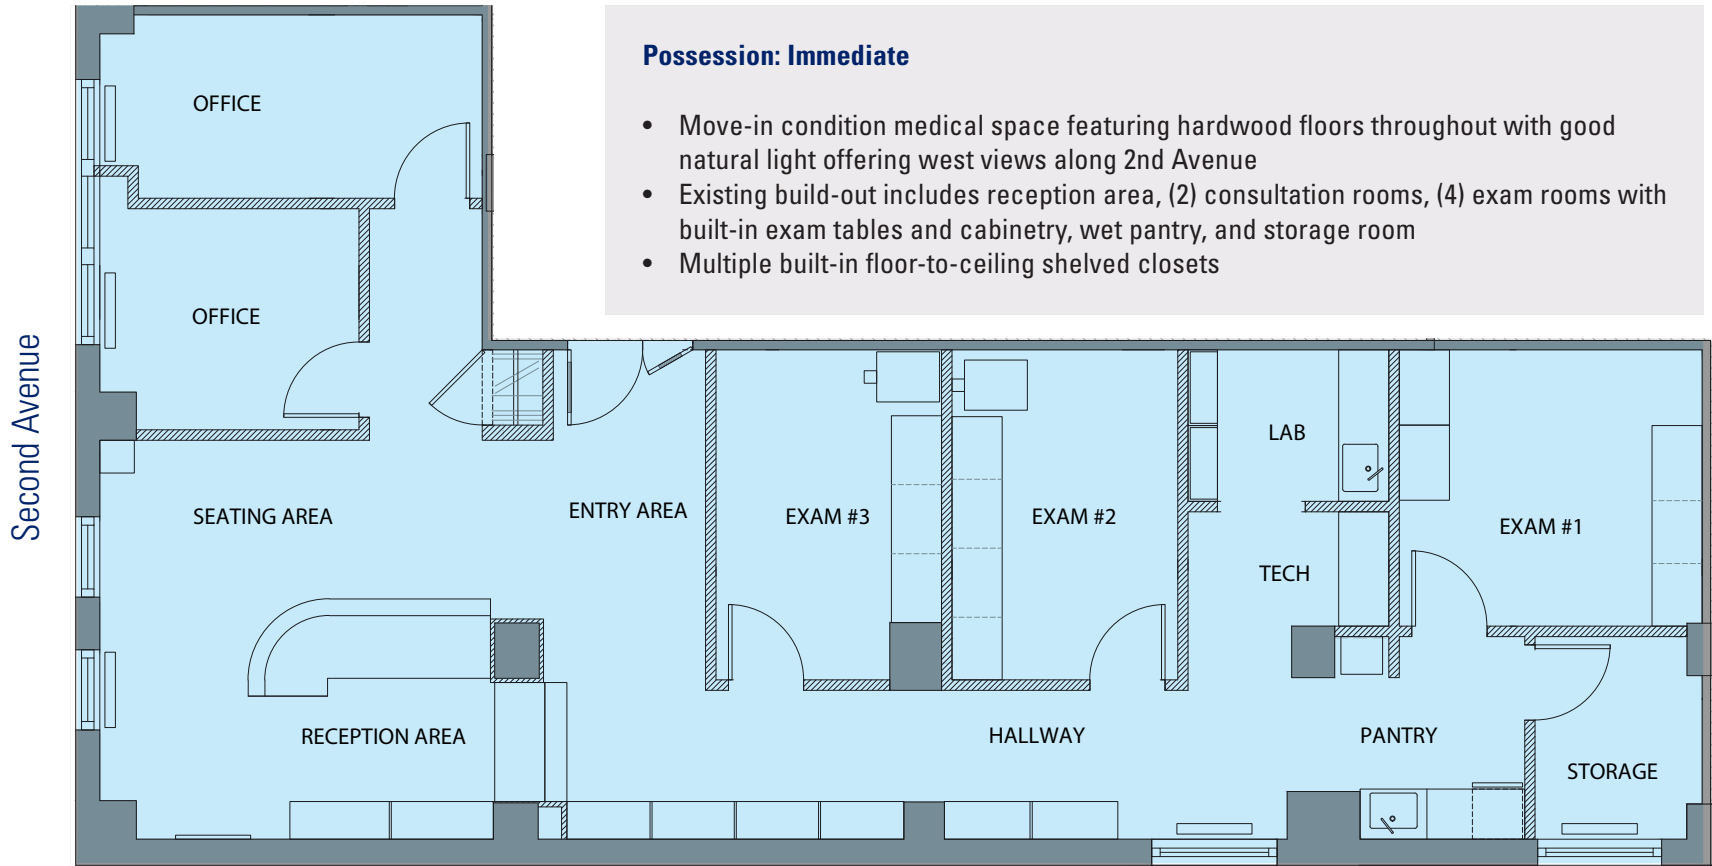 Possession: Immediate
• Move-in condition medical space featuring hardwood floors throughout with good
natural light offering west views along 2nd Avenue
• Existing build-out includes reception area, (2) consultation rooms, (4) exam rooms with
built-in exam tables and cabinetry, wet pantry, and storage room
• Multiple built-in floor-to-ceiling shelved closets
Second Avenue
OFFICE
OFFICE
SEATING AREA
ENTRY AREA
EXAM #3
EXAM #2
LAB
TECH
EXAM #1
RECEPTION AREA
HALLWAY
PANTRY
STORAGE